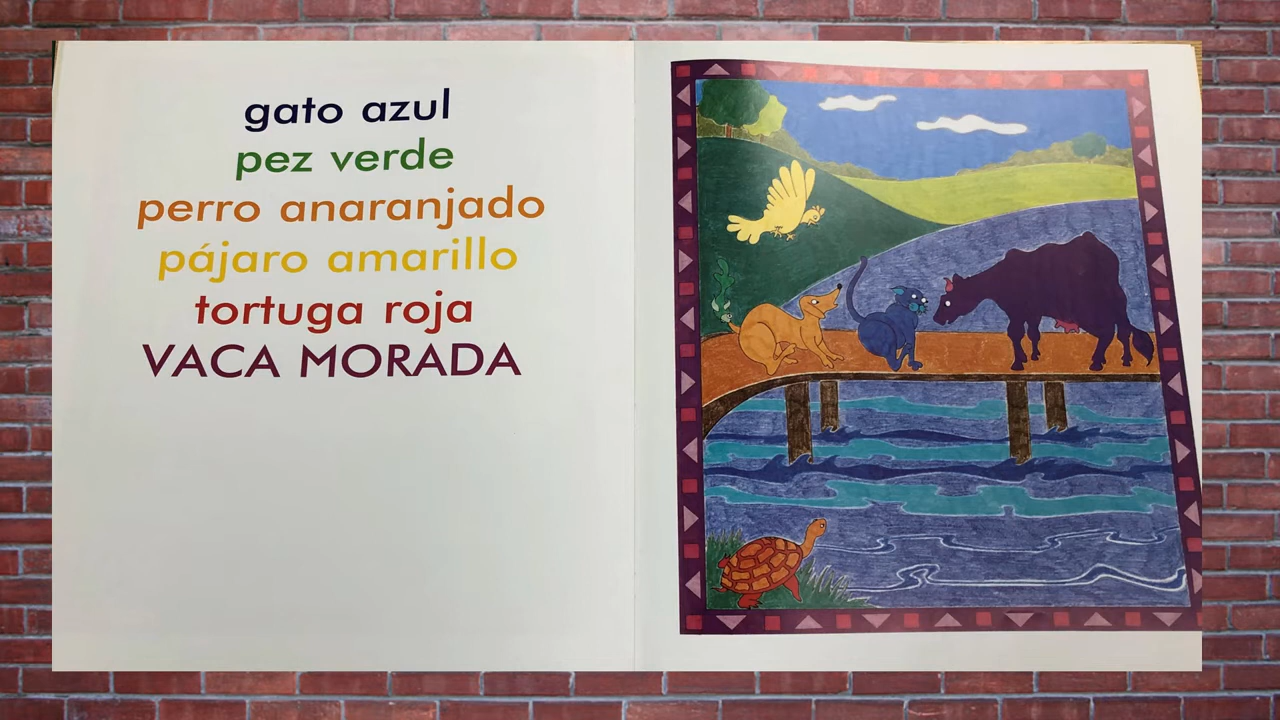 gato azul
pez verde
perro anaranjado
pájaro amarillo
tortuga roja
VACA MORADA